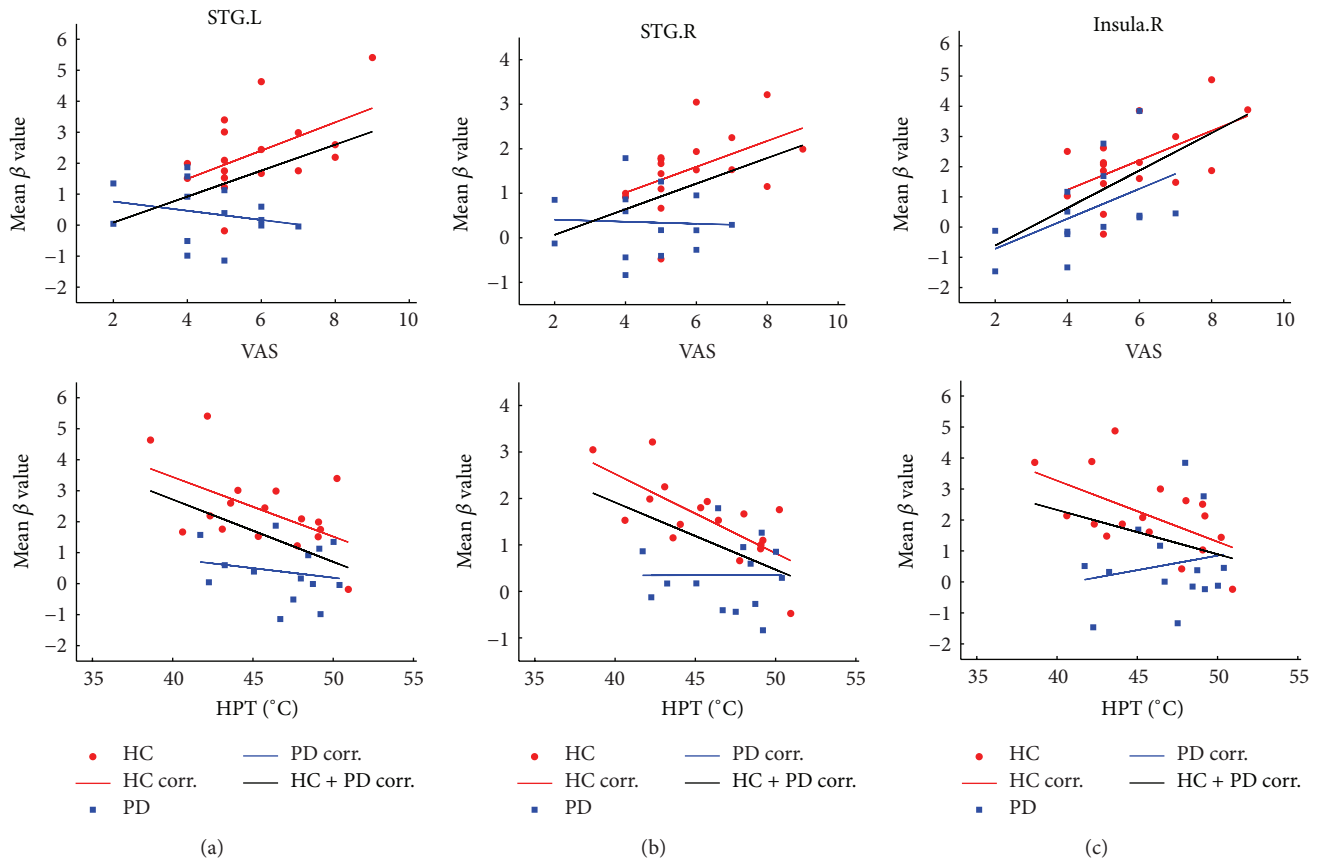 STG.L
STG.R
Insula.R
6
5
4
3
2
1
0
−1
−2
Mean β value
2 4 6 8 10
VAS
4
3
2
1
0
−1
Mean β value
2 4 6 8 10
VAS
6
5
4
3
2
1
0
−1
−2
Mean β value
2 4 6 8 10
VAS
6
5
4
3
2
1
0
−1
−2
Mean β value
35 40 45 50 55
HPT (°C)
4
3
2
1
0
−1
Mean β value
35 40 45 50 55
HPT (°C)
6
5
4
3
2
1
0
−1
−2
Mean β value
35 40 45 50 55
HPT (°C)
HC PD corr.
HC corr. HC + PD corr.
PD
HC PD corr.
HC corr. HC + PD corr.
PD
HC PD corr.
HC corr. HC + PD corr.
PD
(a)
(b)
(c)